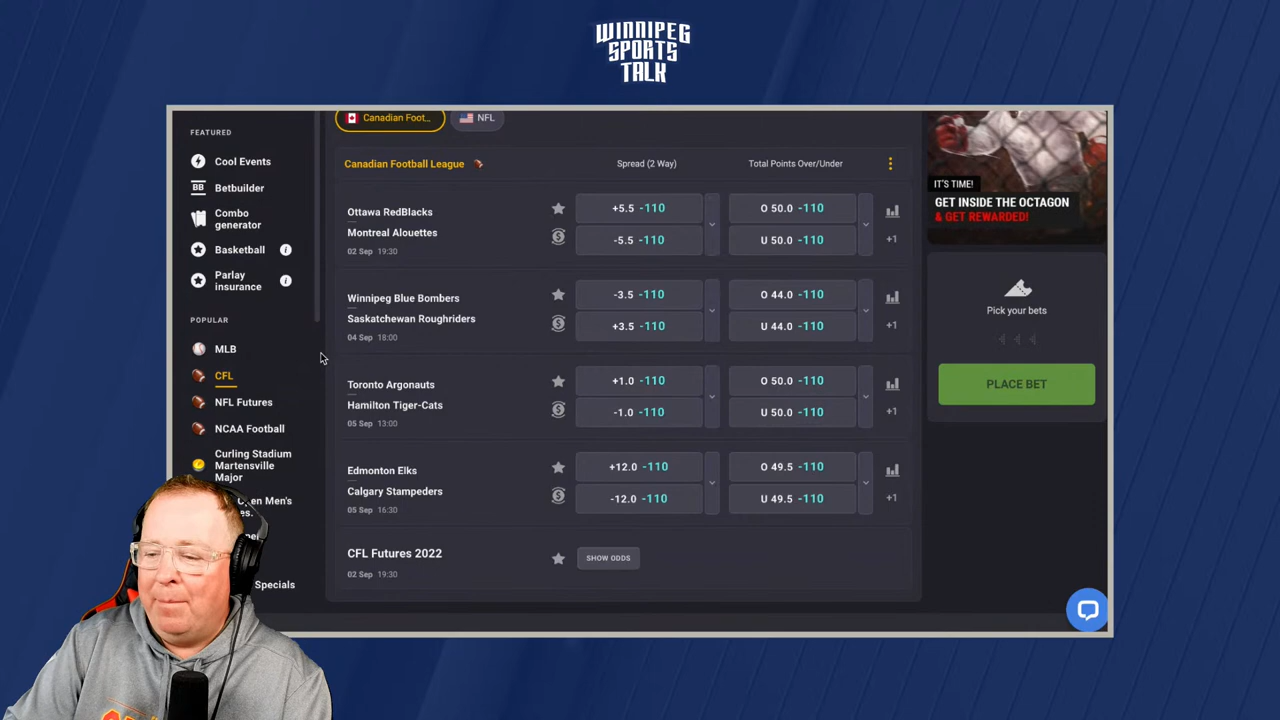 WINNIPEG
SPORTS
TALK
FEATURED
Cool Events
BB Betbuilder
Combo
generator
Basketball
Parlay
insurance
POPULAR
MLB
CFL
NFL Futures
NCAA Football
Curling Stadium
Martensville
Major
en Men's
Specials
Canadian Foot...
NFL
Canadian Football League
Spread (2 Way)
Total Points Over/Under
Ottawa RedBlacks
Montreal Alouettes
02 Sep 19:30
+5.5 -110
-5.5 -110
O 50.0 -110
U 50.0 -110
+1
Winnipeg Blue Bombers
Saskatchewan Roughriders
04 Sep 18:00
-3.5 -110
+3.5 -110
O 44.0 -110
U 44.0 -110
+1
Toronto Argonauts
Hamilton Tiger-Cats
05 Sep 13:00
+1.0 -110
-1.0 -110
O 50.0 -110
U 50.0 -110
+1
Edmonton Elks
Calgary Stampeders
05 Sep 16:30
+12.0 -110
-12.0 -110
O 49.5 -110
U 49.5 -110
+1
CFL Futures 2022
02 Sep 19:30
SHOW ODDS
IT'S TIME!
GET INSIDE THE OCTAGON
& GET REWARDED!
Pick your bets
PLACE BET